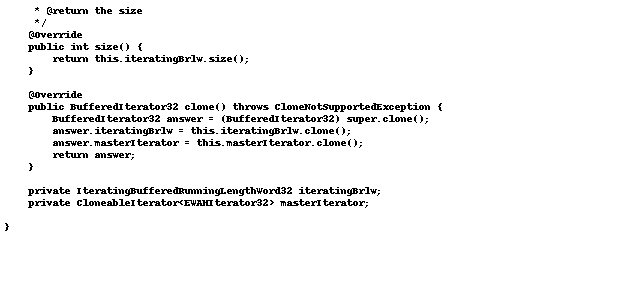 * @return the size
     */
    @Override
    public int size() {
        return this.iteratingBrlw.size();
    }

    @Override
    public BufferedIterator32 clone() throws CloneNotSupportedException {
        BufferedIterator32 answer = (BufferedIterator32) super.clone();
        answer.iteratingBrlw = this.iteratingBrlw.clone();
        answer.masterIterator = this.masterIterator.clone();
        return answer;
    }

    private IteratingBufferedRunningLengthWord32 iteratingBrlw;
    private CloneableIterator<EWAHIterator32> masterIterator;

}